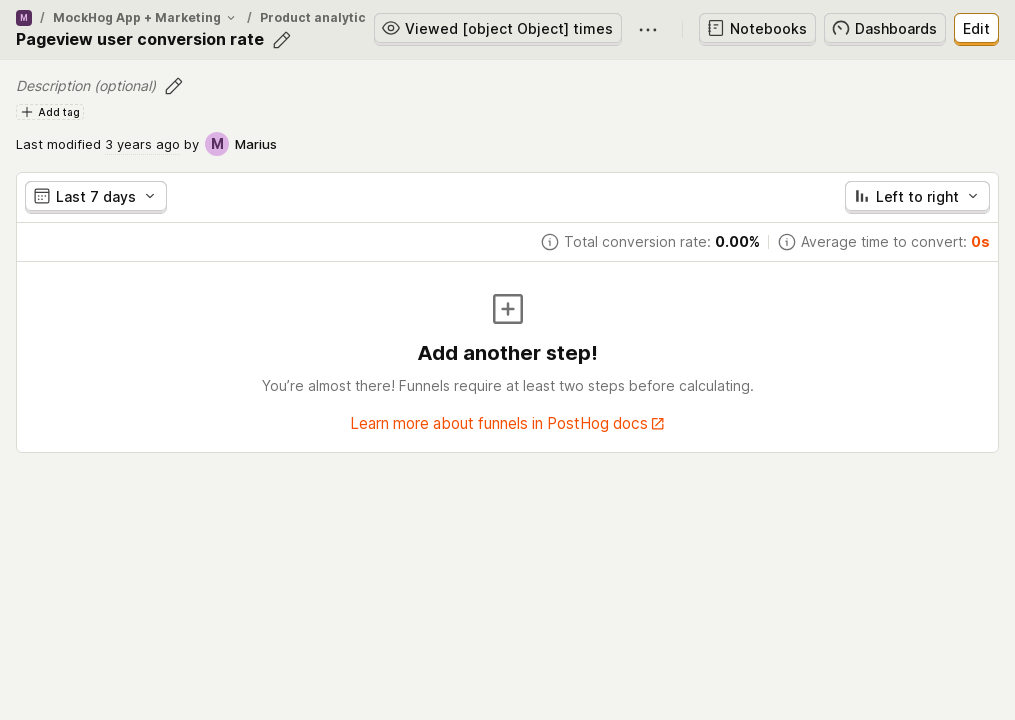 M / MockHog App + Marketing / Product analytic
Pageview user conversion rate
Viewed [object Object] times
Notebooks
Dashboards
Edit
Description (optional)
Add tag
Last modified 3 years ago by M Marius
Last 7 days
Left to right
Total conversion rate: 0.00%
Average time to convert: 0s
Add another step!
You’re almost there! Funnels require at least two steps before calculating.
Learn more about funnels in PostHog docs